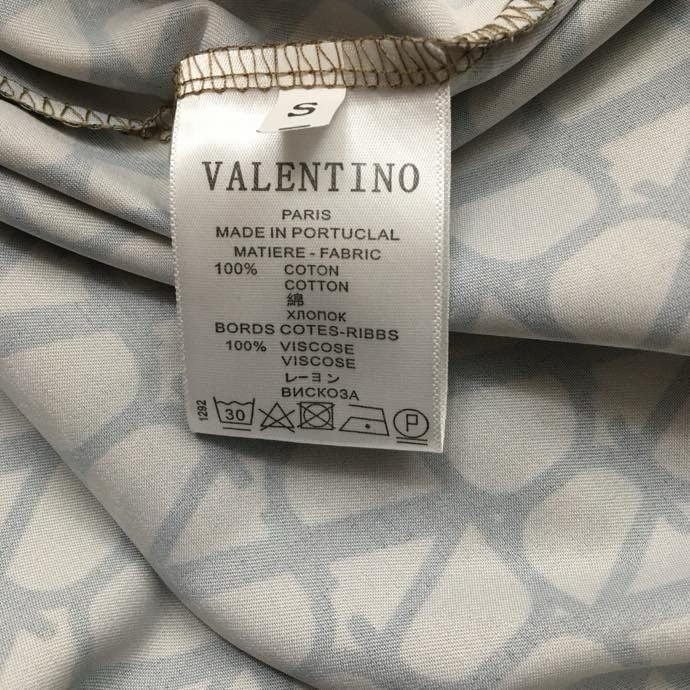 S
VALENTINO
PARIS
MADE IN PORTUCLAL
MATIERE - FABRIC
100% COTON
COTTON
綿
ХЛОПОК
BORDS COTES-RIBBS
100% VISCOSE
VISCOSE
レーヨン
ВИСКОЗА
1292
30
P